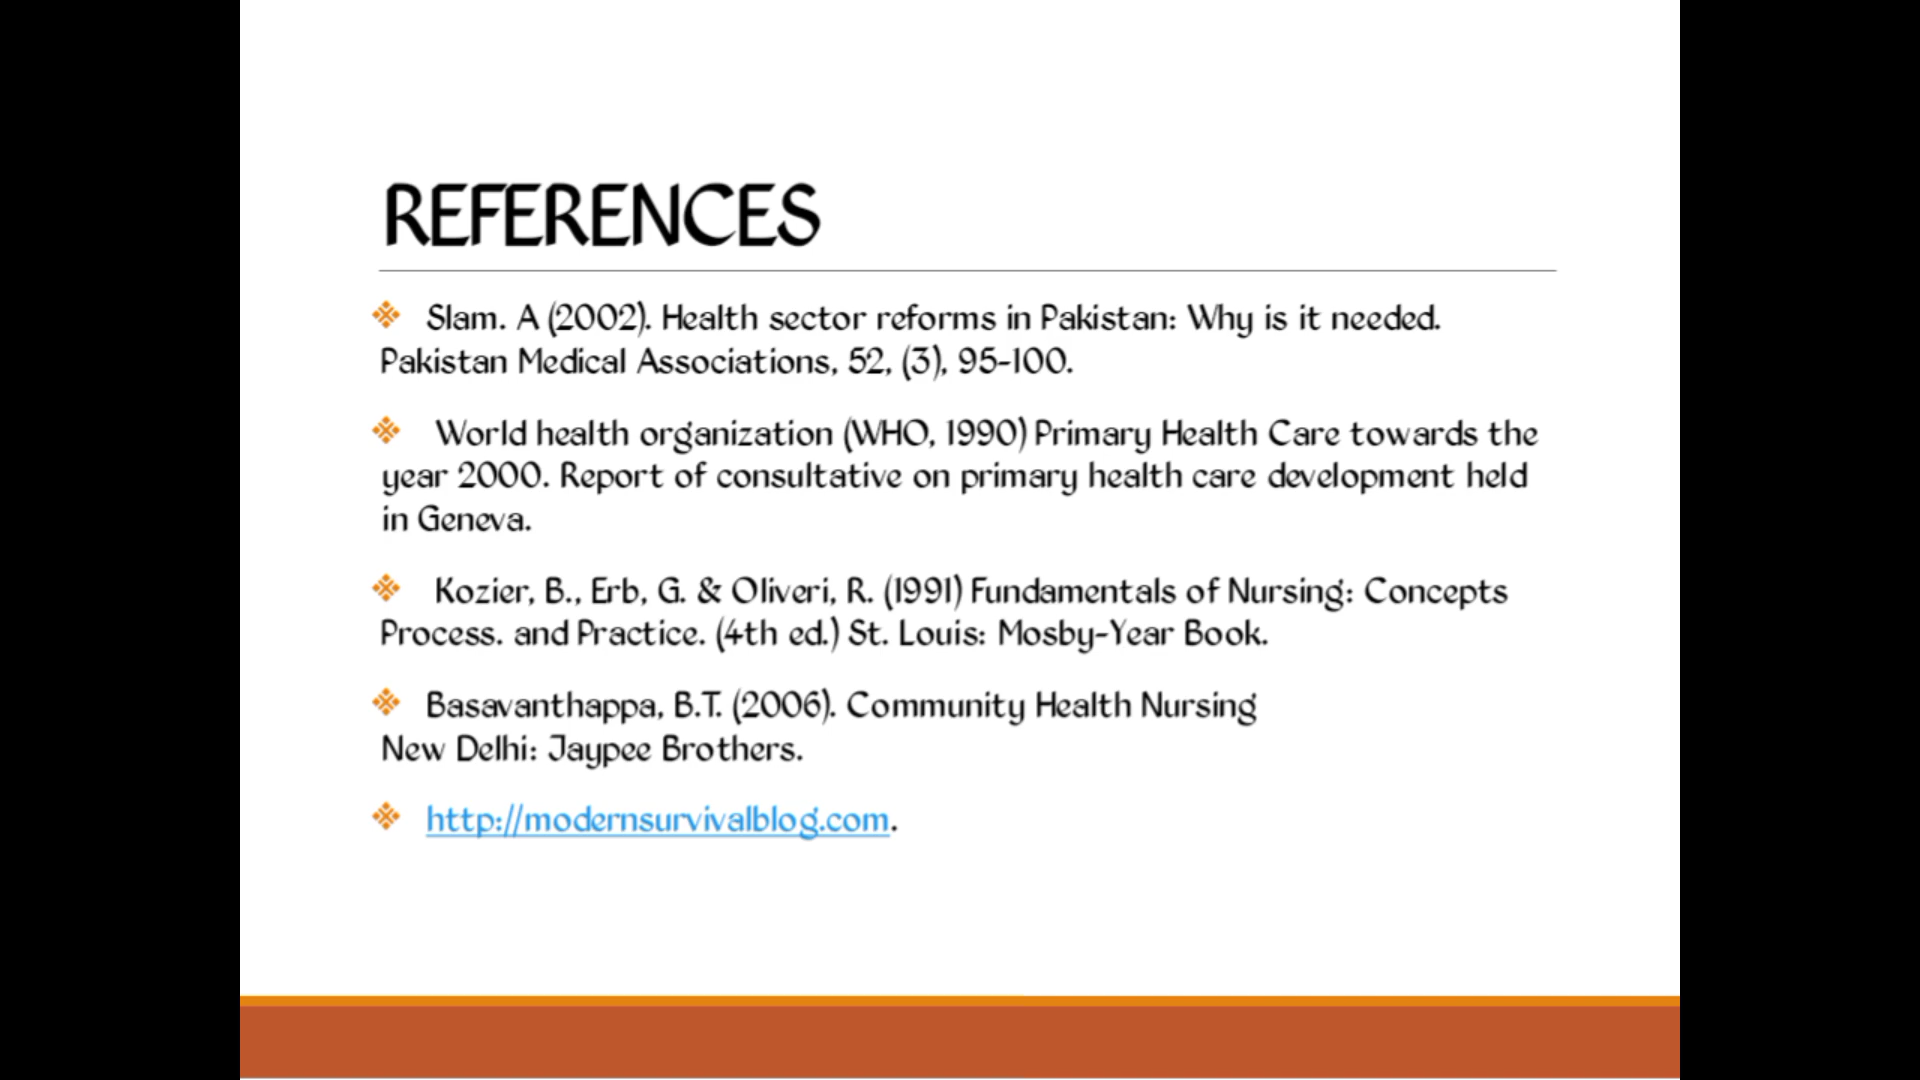 REFERENCES
Slam. A (2002). Health sector reforms in Pakistan: Why is it needed.
Pakistan Medical Associations, 52, (3), 95-100.
World health organization (WHO, 1990) Primary Health Care towards the
year 2000. Report of consultative on primary health care development held
in Geneva.
Kozier, B., Erb, G. & Oliveri, R. (1991) Fundamentals of Nursing: Concepts
Process. and Practice. (4th ed.) St. Louis: Mosby-Year Book.
Basavanthappa, B.T. (2006). Community Health Nursing
New Delhi: Jaypee Brothers.
http://modernsurvivalblog.com.